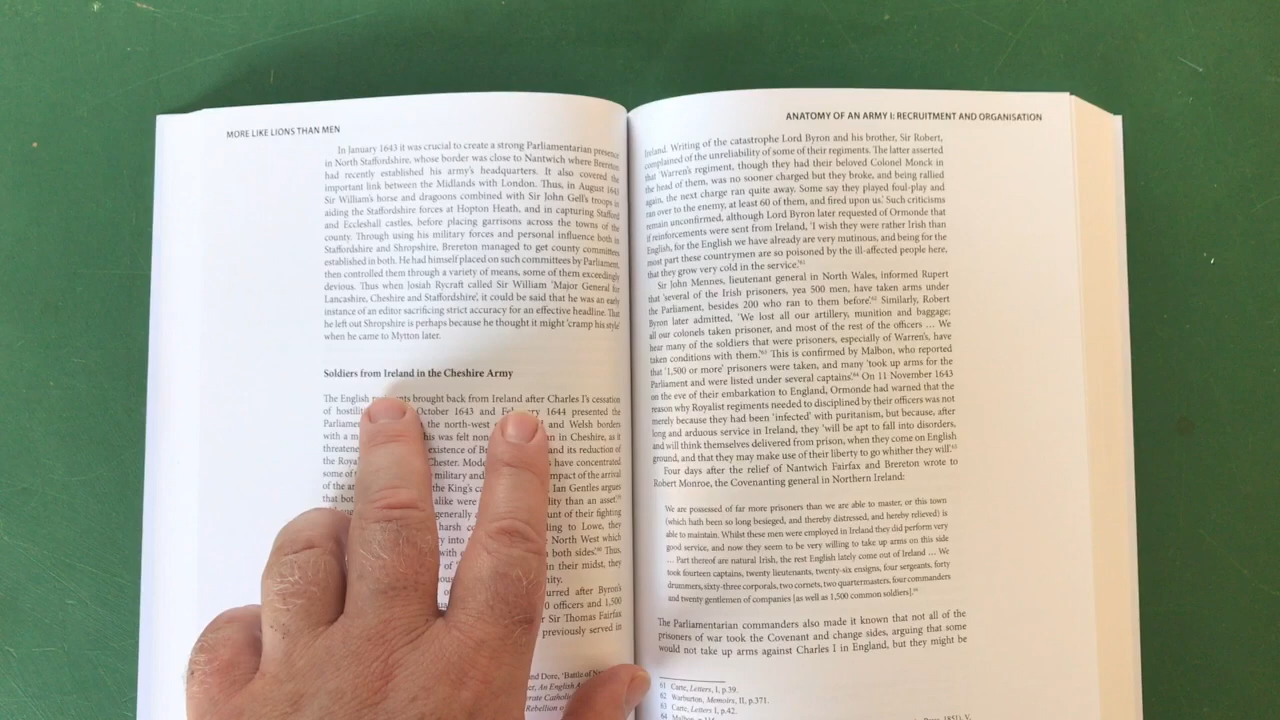 MORE LIKE LIONS THAN MEN
In January 1643 it was crucial to create a strong Parliamentarian presence
in North Staffordshire, whose border was close to Nantwich where Brereton
had recently established his army's headquarters. It also covered the
important link between the Midlands with London. Thus, in August 1643
Sir William's horse and dragoons combined with Sir John Gell's troops in
aiding the Staffordshire forces at Hopton Heath, and in capturing Stafford
and Eccleshall castles, before placing garrisons across the towns of the
county. Through using his military forces and personal influence both in
Staffordshire and Shropshire, Brereton managed to get county committees
established in both. He had himself placed on such committees by Parliament,
then controlled them through a variety of means, some of them exceedingly
devious. Thus when Josiah Rycraft called Sir William 'Major General for
Lancashire, Cheshire and Staffordshire', it could be said that he was an early
instance of an editor sacrificing strict accuracy for an effective headline. That
he left out Shropshire is perhaps because he thought it might 'cramp his style'
when he came to Mytton later.
Soldiers from Ireland in the Cheshire Army
The English brought back from Ireland after Charles I's cessation
of October 1643 and 1644 presented the
the north-west and Welsh borders
with a his was felt in Cheshire, as it
existence of and its reduction of
the Chester. have concentrated
some of military and impact of the arrival
of the the King's Ian Gentles argues
that alike were than an asset.
generally of their fighting
harsh to Lowe, they
into North West which
with both sides. Thus,
of in their midst, they
after Byron's
officers and 1,500
Sir Thomas Fairfax
previously served in
and Dore, 'Battle of
An English
Rebellion
ANATOMY OF AN ARMY I: RECRUITMENT AND ORGANISATION
Ireland. Writing of the catastrophe Lord Byron and his brother, Sir Robert,
complained of the unreliability of some of their regiments. The latter asserted
that 'Warren's regiment, though they had their beloved Colonel Monck in
the head of them, was no sooner charged but they broke, and being rallied
again, the next charge ran quite away. Some say they played foul-play and
ran over to the enemy, at least 60 of them, and fired upon us.' Such criticisms
remain unconfirmed, although Lord Byron later requested of Ormonde that
if reinforcements were sent from Ireland, 'I wish they were rather Irish than
English, for the English we have already are very mutinous, and being for the
most part these countrymen are so poisoned by the ill-affected people here,
that they grow very cold in the service.'61
Sir John Mennes, lieutenant general in North Wales, informed Rupert
that 'several of the Irish prisoners, yea 500 men, have taken arms under
the Parliament, besides 200 who ran to them before'.62 Similarly, Robert
Byron later admitted, 'We lost all our artillery, munition and baggage;
all our colonels taken prisoner, and most of the rest of the officers … We
hear many of the soldiers that were prisoners, especially of Warren's, have
taken conditions with them.'63 This is confirmed by Malbon, who reported
that '1,500 or more' prisoners were taken, and many 'took up arms for the
Parliament and were listed under several captains'.64 On 11 November 1643
on the eve of their embarkation to England, Ormonde had warned that the
reason why Royalist regiments needed to disciplined by their officers was not
merely because they had been 'infected' with puritanism, but because, after
long and arduous service in Ireland, they 'will be apt to fall into disorders,
and will think themselves delivered from prison, when they come on English
ground, and that they may make use of their liberty to go whither they will'.65
Four days after the relief of Nantwich Fairfax and Brereton wrote to
Robert Monroe, the Covenanting general in Northern Ireland:
We are possessed of far more prisoners than we are able to master, or this town
(which hath been so long besieged, and thereby distressed, and hereby relieved) is
able to maintain. Whilst these men were employed in Ireland they did perform very
good service, and now they seem to be very willing to take up arms on this side
… Part thereof are natural Irish, the rest English lately come out of Ireland … We
took fourteen captains, twenty lieutenants, twenty-six ensigns, four sergeants, forty
drummers, sixty-three corporals, two cornets, two quartermasters, four commanders
and twenty gentlemen of companies [as well as 1,500 common soldiers].66
The Parliamentarian commanders also made it known that not all of the
prisoners of war took the Covenant and change sides, arguing that some
would not take up arms against Charles I in England, but they might be
61 Carte, Letters, I, p.39.
62 Warburton, Memoirs, II, p.371.
63 Carte, Letters I, p.42.
64 Malbon,